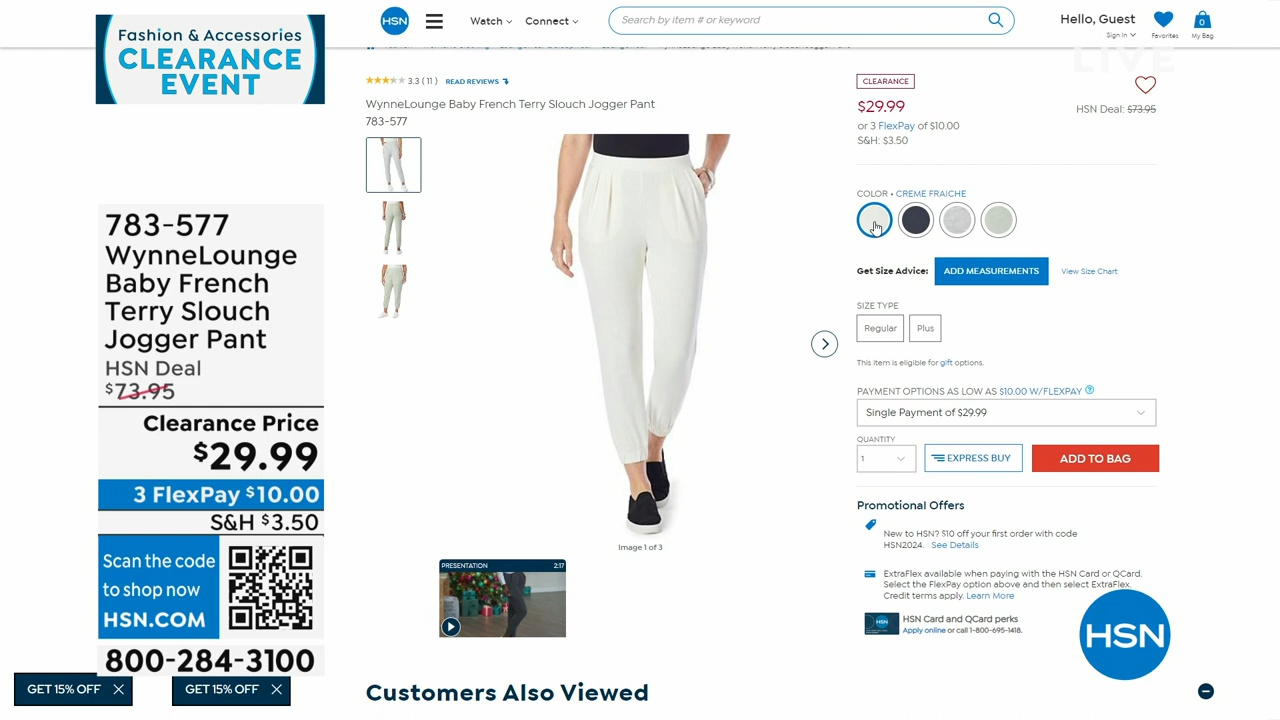 Fashion & Accessories
CLEARANCE
EVENT
HSN
Watch
Connect
Search by item # or keyword
Hello, Guest
Sign In
Favorites
0
My Bag
LIVE
3.3 ( 11 ) READ REVIEWS
WynneLounge Baby French Terry Slouch Jogger Pant
783-577
CLEARANCE
$29.99
HSN Deal: $73.95
or 3 FlexPay of $10.00
S&H: $3.50
COLOR • CREME FRAICHE
Get Size Advice:
ADD MEASUREMENTS
View Size Chart
SIZE TYPE
Regular
Plus
This item is eligible for gift options.
PAYMENT OPTIONS AS LOW AS $10.00 W/FLEXPAY ?
Single Payment of $29.99
QUANTITY
1
EXPRESS BUY
ADD TO BAG
Promotional Offers
New to HSN? $10 off your first order with code
HSN2024. See Details
ExtraFlex available when paying with the HSN Card or QCard.
Select the FlexPay option above and then select ExtraFlex.
Credit terms apply. Learn More
HSN
HSN Card and QCard perks
Apply online or call 1-800-695-1418.
HSN
Image 1 of 3
PRESENTATION 2:17
783-577
WynneLounge
Baby French
Terry Slouch
Jogger Pant
HSN Deal
$73.95
Clearance Price
$29.99
3 FlexPay $10.00
S&H $3.50
Scan the code
to shop now
HSN.COM
800-284-3100
GET 15% OFF
GET 15% OFF
Customers Also Viewed